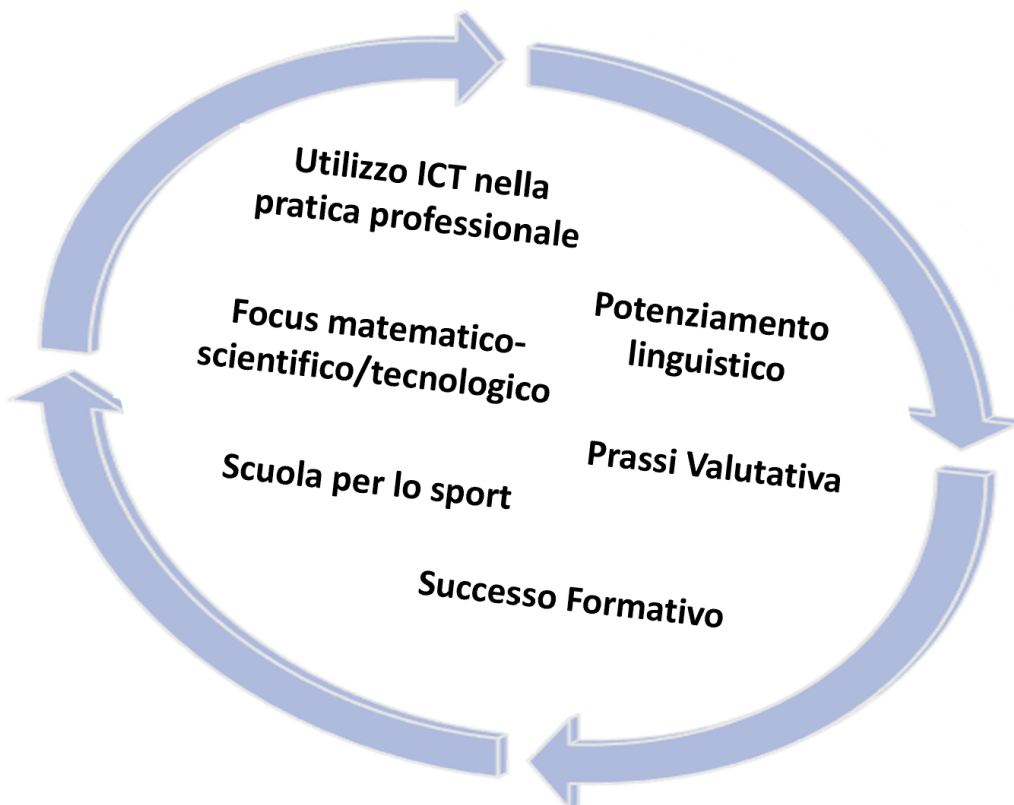 Utilizzo ICT nella
pratica professionale
Potenziamento
linguistico
Focus matematico-
scientifico/tecnologico
Prassi Valutativa
Scuola per lo sport
Successo Formativo